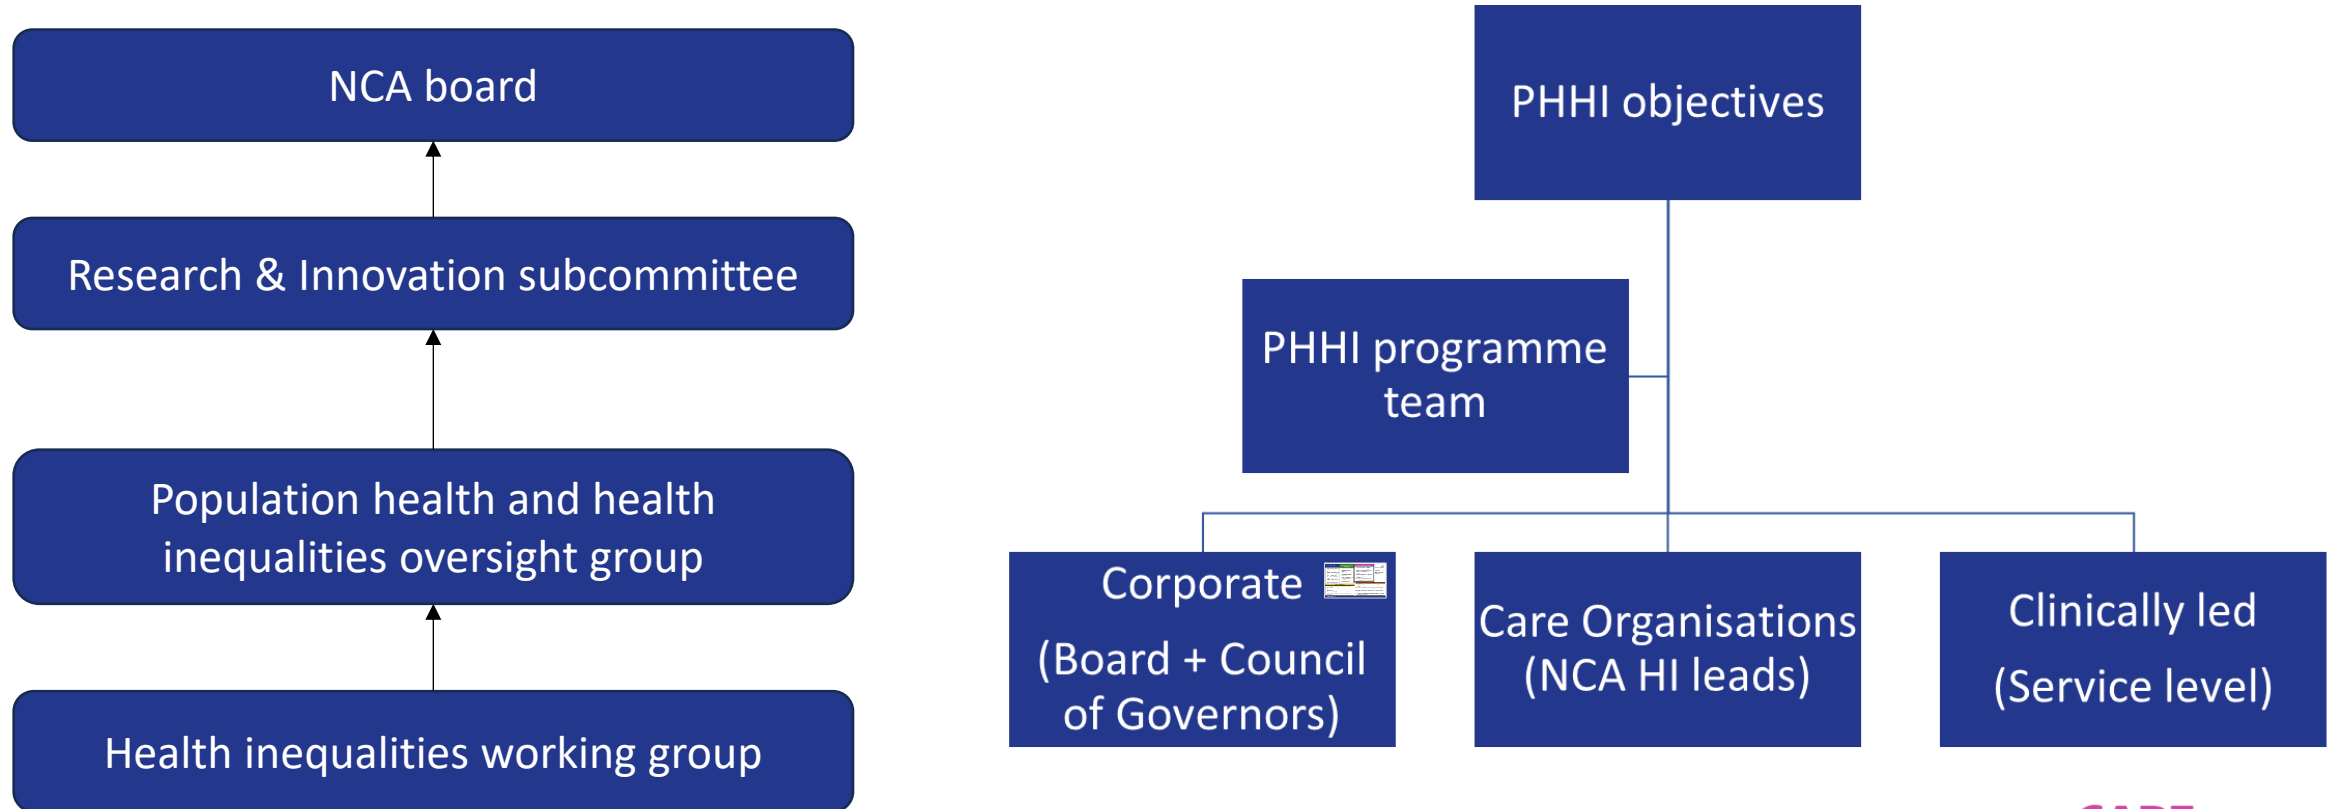 NCA board
Research & Innovation subcommittee
Population health and health
inequalities oversight group
Health inequalities working group
PHHI objectives
PHHI programme
team
Corporate
(Board + Council
of Governors)
Care Organisations
(NCA HI leads)
Clinically led
(Service level)